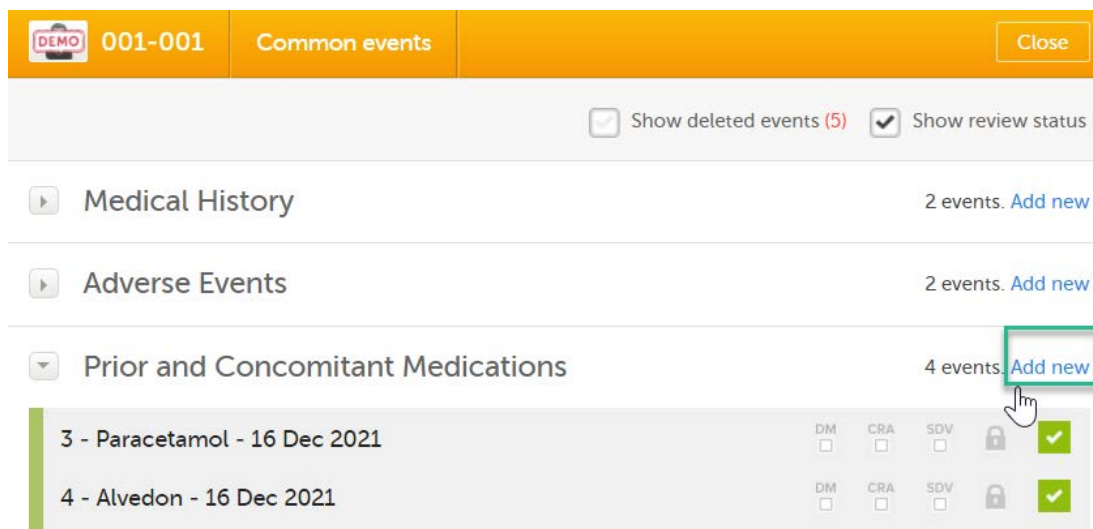 DEMO 001-001 Common events Close
Show deleted events (5) Show review status
Medical History 2 events. Add new
Adverse Events 2 events. Add new
Prior and Concomitant Medications 4 events. Add new
3 - Paracetamol - 16 Dec 2021 DM CRA SDV
4 - Alvedon - 16 Dec 2021 DM CRA SDV